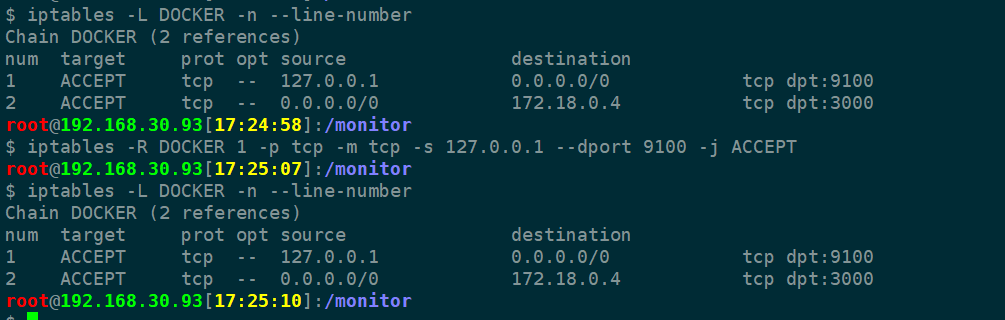 $ iptables -L DOCKER -n --line-number
Chain DOCKER (2 references)
num  target     prot opt source               destination
1    ACCEPT     tcp  --  127.0.0.1            0.0.0.0/0            tcp dpt:9100
2    ACCEPT     tcp  --  0.0.0.0/0            172.18.0.4           tcp dpt:3000
root@192.168.30.93[17:24:58]:/monitor
$ iptables -R DOCKER 1 -p tcp -m tcp -s 127.0.0.1 --dport 9100 -j ACCEPT
root@192.168.30.93[17:25:07]:/monitor
$ iptables -L DOCKER -n --line-number
Chain DOCKER (2 references)
num  target     prot opt source               destination
1    ACCEPT     tcp  --  127.0.0.1            0.0.0.0/0            tcp dpt:9100
2    ACCEPT     tcp  --  0.0.0.0/0            172.18.0.4           tcp dpt:3000
root@192.168.30.93[17:25:10]:/monitor
$